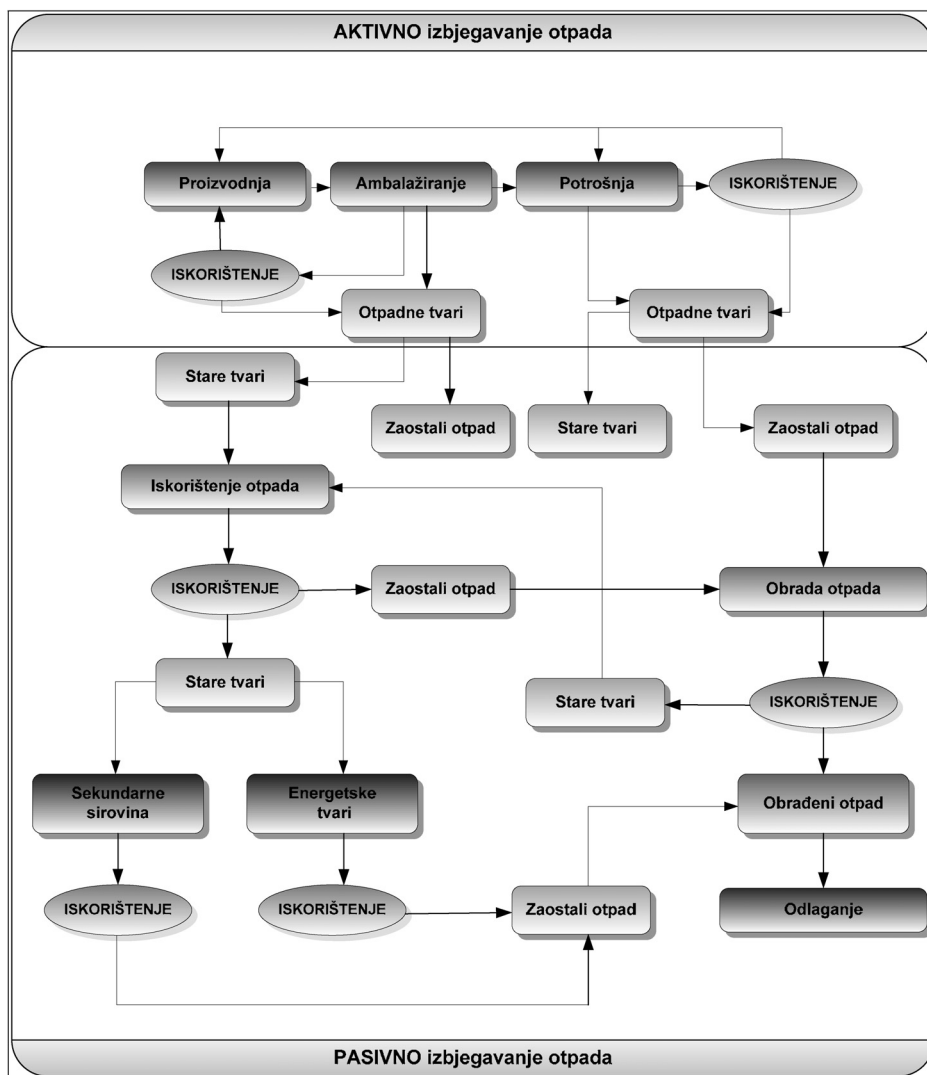 AKTIVNO izbjegavanje otpada
Proizvodnja
Ambalažiranje
Potrošnja
ISKORIŠTENJE
ISKORIŠTENJE
Otpadne tvari
Otpadne tvari
Stare tvari
Zaostali otpad
Stare tvari
Zaostali otpad
Iskorištenje otpada
ISKORIŠTENJE
Zaostali otpad
Obrada otpada
Stare tvari
Stare tvari
ISKORIŠTENJE
Sekundarne
sirovina
Energetske
tvari
Obrađeni otpad
ISKORIŠTENJE
ISKORIŠTENJE
Zaostali otpad
Odlaganje
PASIVNO izbjegavanje otpada